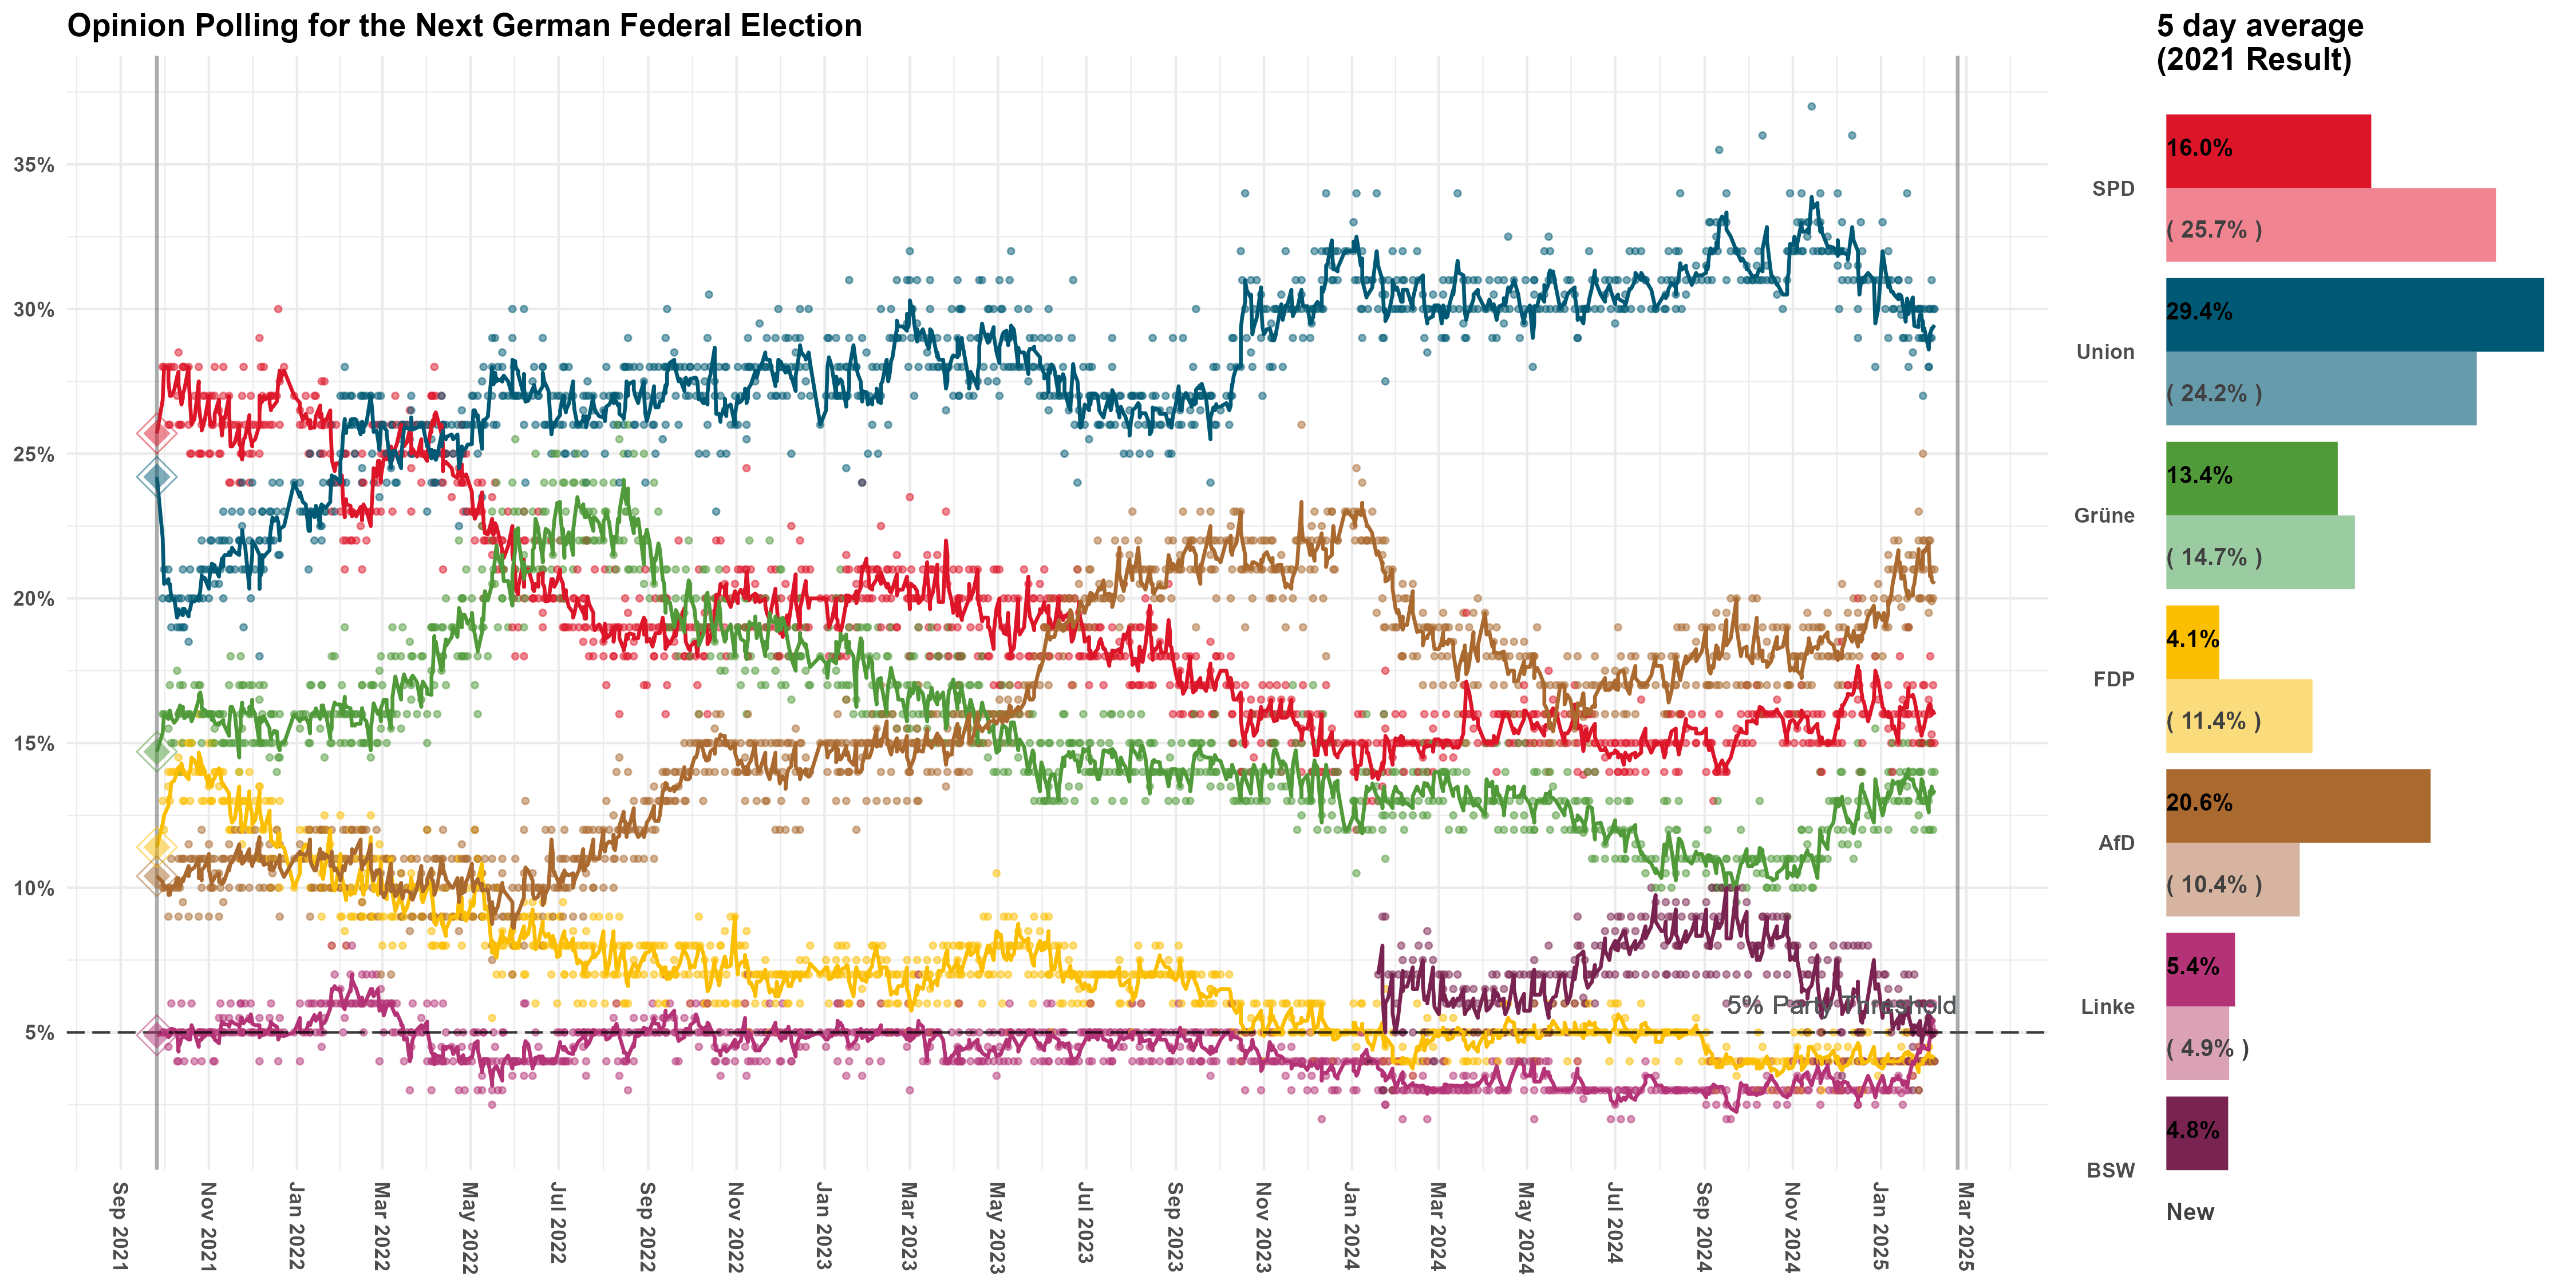 Opinion Polling for the Next German Federal Election
5 day average
(2021 Result)
35%
30%
25%
20%
15%
10%
5%
5% Party Threshold
Sep 2021
Nov 2021
Jan 2022
Mar 2022
May 2022
Jul 2022
Sep 2022
Nov 2022
Jan 2023
Mar 2023
May 2023
Jul 2023
Sep 2023
Nov 2023
Jan 2024
Mar 2024
May 2024
Jul 2024
Sep 2024
Nov 2024
Jan 2025
Mar 2025
16.0%
SPD
( 25.7% )
29.4%
Union
( 24.2% )
13.4%
Grüne
( 14.7% )
4.1%
FDP
( 11.4% )
20.6%
AfD
( 10.4% )
5.4%
Linke
( 4.9% )
4.8%
BSW
New